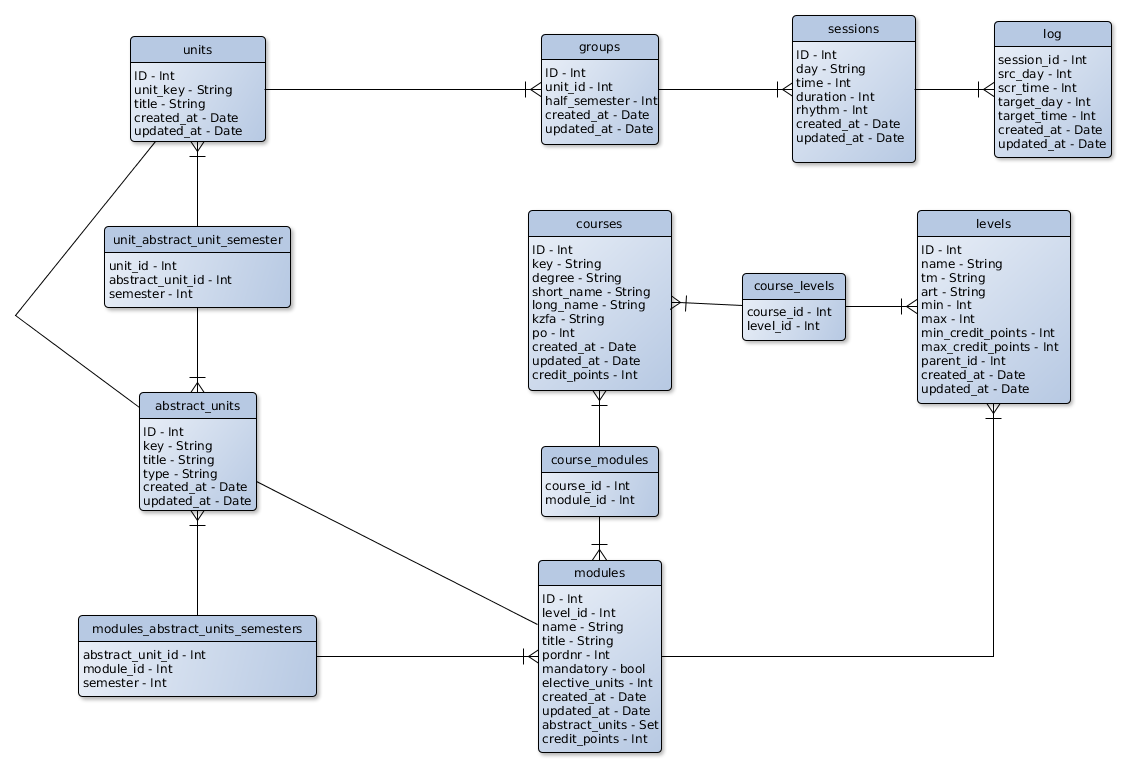 units
ID - Int
unit_key - String
title - String
created_at - Date
updated_at - Date
groups
ID - Int
unit_id - Int
half_semester - Int
created_at - Date
updated_at - Date
sessions
ID - Int
day - String
time - Int
duration - Int
rhythm - Int
created_at - Date
updated_at - Date
log
session_id - Int
src_day - Int
scr_time - Int
target_day - Int
target_time - Int
created_at - Date
updated_at - Date
unit_abstract_unit_semester
unit_id - Int
abstract_unit_id - Int
semester - Int
courses
ID - Int
key - String
degree - String
short_name - String
long_name - String
kzfa - String
po - Int
created_at - Date
updated_at - Date
credit_points - Int
course_levels
course_id - Int
level_id - Int
levels
ID - Int
name - String
tm - String
art - String
min - Int
max - Int
min_credit_points - Int
max_credit_points - Int
parent_id - Int
created_at - Date
updated_at - Date
abstract_units
ID - Int
key - String
title - String
type - String
created_at - Date
updated_at - Date
course_modules
course_id - Int
module_id - Int
modules_abstract_units_semesters
abstract_unit_id - Int
module_id - Int
semester - Int
modules
ID - Int
level_id - Int
name - String
title - String
pordnr - Int
mandatory - bool
elective_units - Int
created_at - Date
updated_at - Date
abstract_units - Set
credit_points - Int